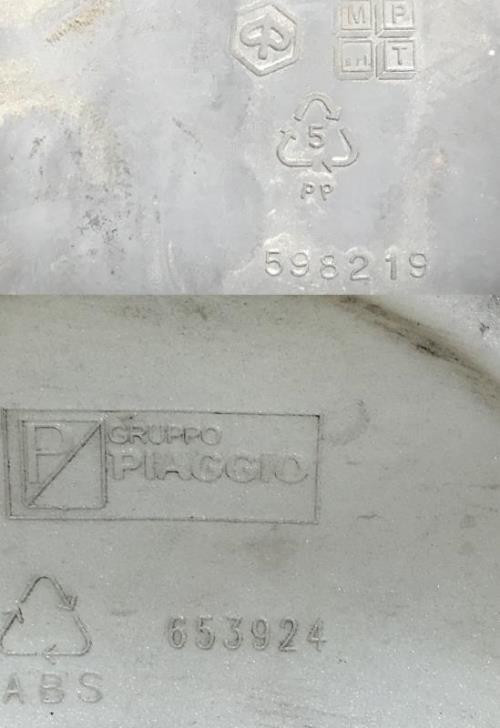 M P
m T
5
PP
598219
P
GRUPPO
PIAGGIO
653924
ABS